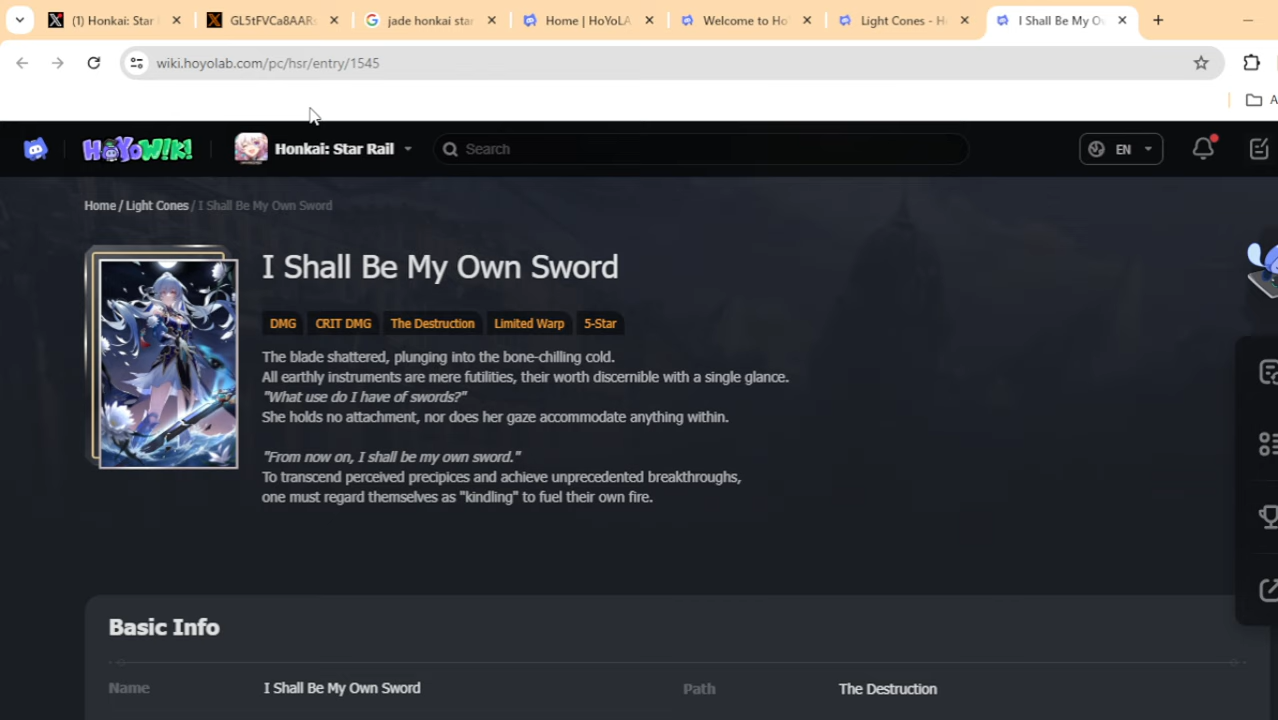 (1) Honkai: Star
GL5tFVCa8AARs
jade honkai star
Home | HoYoLA
Welcome to Ho
Light Cones - H
I Shall Be My O
wiki.hoyolab.com/pc/hsr/entry/1545
A
HoYoWiKi
Honkai: Star Rail
Search
EN
Home / Light Cones / I Shall Be My Own Sword
I Shall Be My Own Sword
DMG CRIT DMG The Destruction Limited Warp 5-Star
The blade shattered, plunging into the bone-chilling cold.
All earthly instruments are mere futilities, their worth discernible with a single glance.
"What use do I have of swords?"
She holds no attachment, nor does her gaze accommodate anything within.
"From now on, I shall be my own sword."
To transcend perceived precipices and achieve unprecedented breakthroughs,
one must regard themselves as "kindling" to fuel their own fire.
Basic Info
Name I Shall Be My Own Sword Path The Destruction